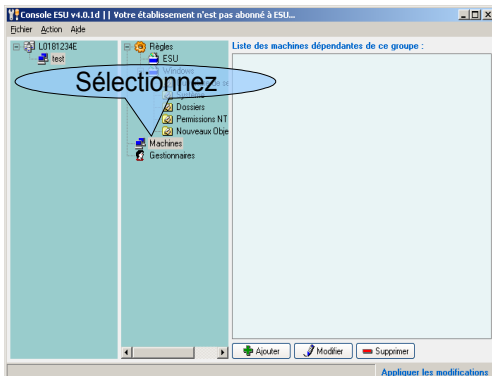 Console ESU v4.0.1d || Votre établissement n'est pas abonné à ESU...
Fichier Action Aide
L0181234E
test
Règles
ESU
Windows
Sélectionnez
Système
Dossiers
Permissions NT
Nouveaux Obje
Machines
Gestionnaires
Liste des machines dépendantes de ce groupe :
Ajouter Modifier Supprimer
Appliquer les modifications